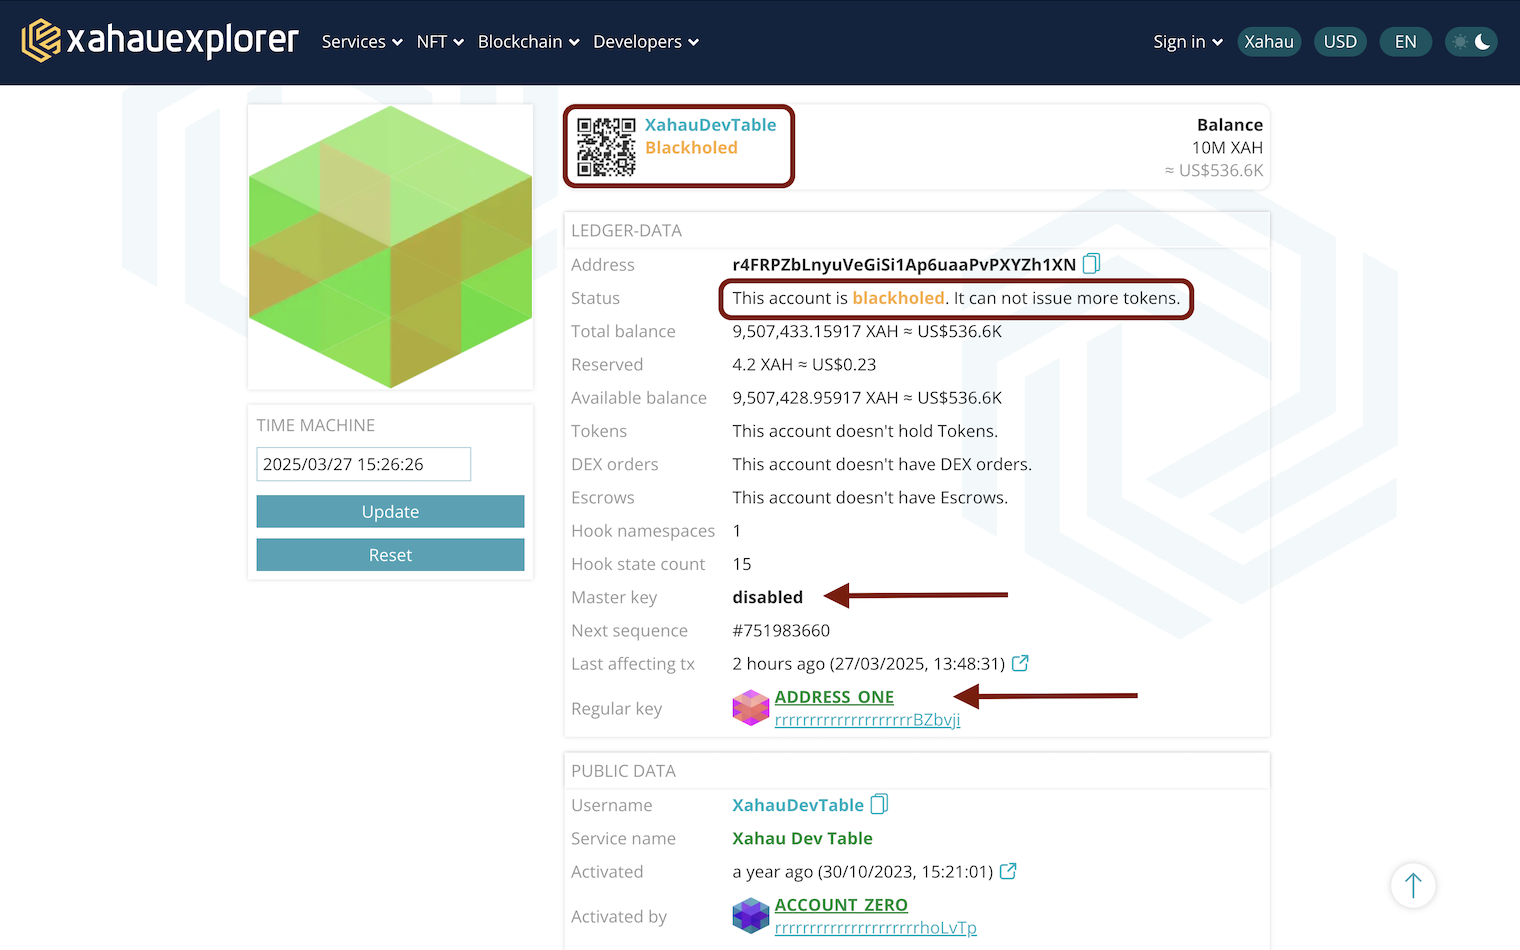 xahauexplorer Services NFT Blockchain Developers Sign in Xahau USD EN
XahauDevTable
Blackholed
Balance
10M XAH
≈ US$536.6K
TIME MACHINE
2025/03/27 15:26:26
Update
Reset
LEDGER-DATA
Address r4FRPZbLnyuVeGiSi1Ap6uaaPvPXYZh1XN
Status This account is blackholed. It can not issue more tokens.
Total balance 9,507,433.15917 XAH ≈ US$536.6K
Reserved 4.2 XAH ≈ US$0.23
Available balance 9,507,428.95917 XAH ≈ US$536.6K
Tokens This account doesn't hold Tokens.
DEX orders This account doesn't have DEX orders.
Escrows This account doesn't have Escrows.
Hook namespaces 1
Hook state count 15
Master key disabled
Next sequence #751983660
Last affecting tx 2 hours ago (27/03/2025, 13:48:31)
Regular key ADDRESS ONE
rrrrrrrrrrrrrrrrrrrrBZbvji
PUBLIC DATA
Username XahauDevTable
Service name Xahau Dev Table
Activated a year ago (30/10/2023, 15:21:01)
Activated by ACCOUNT ZERO
rrrrrrrrrrrrrrrrrrrrrhoLvTp